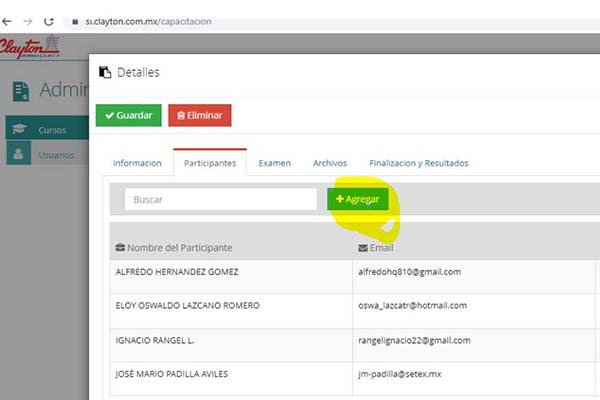 si.clayton.com.mx/capacitacion
Clayton
Detalles
Admin
Guardar Eliminar
Cursos
Usuarios
Informacion Participantes Examen Archivos Finalizacion y Resultados
Buscar + Agregar
Nombre del Participante Email
ALFREDO HERNANDEZ GOMEZ alfredohq810@gmail.com
ELOY OSWALDO LAZCANO ROMERO oswa_lazcatr@hotmail.com
IGNACIO RANGEL L. rangelignacio22@gmail.com
JOSÉ MARIO PADILLA AVILES jm-padilla@setex.mx